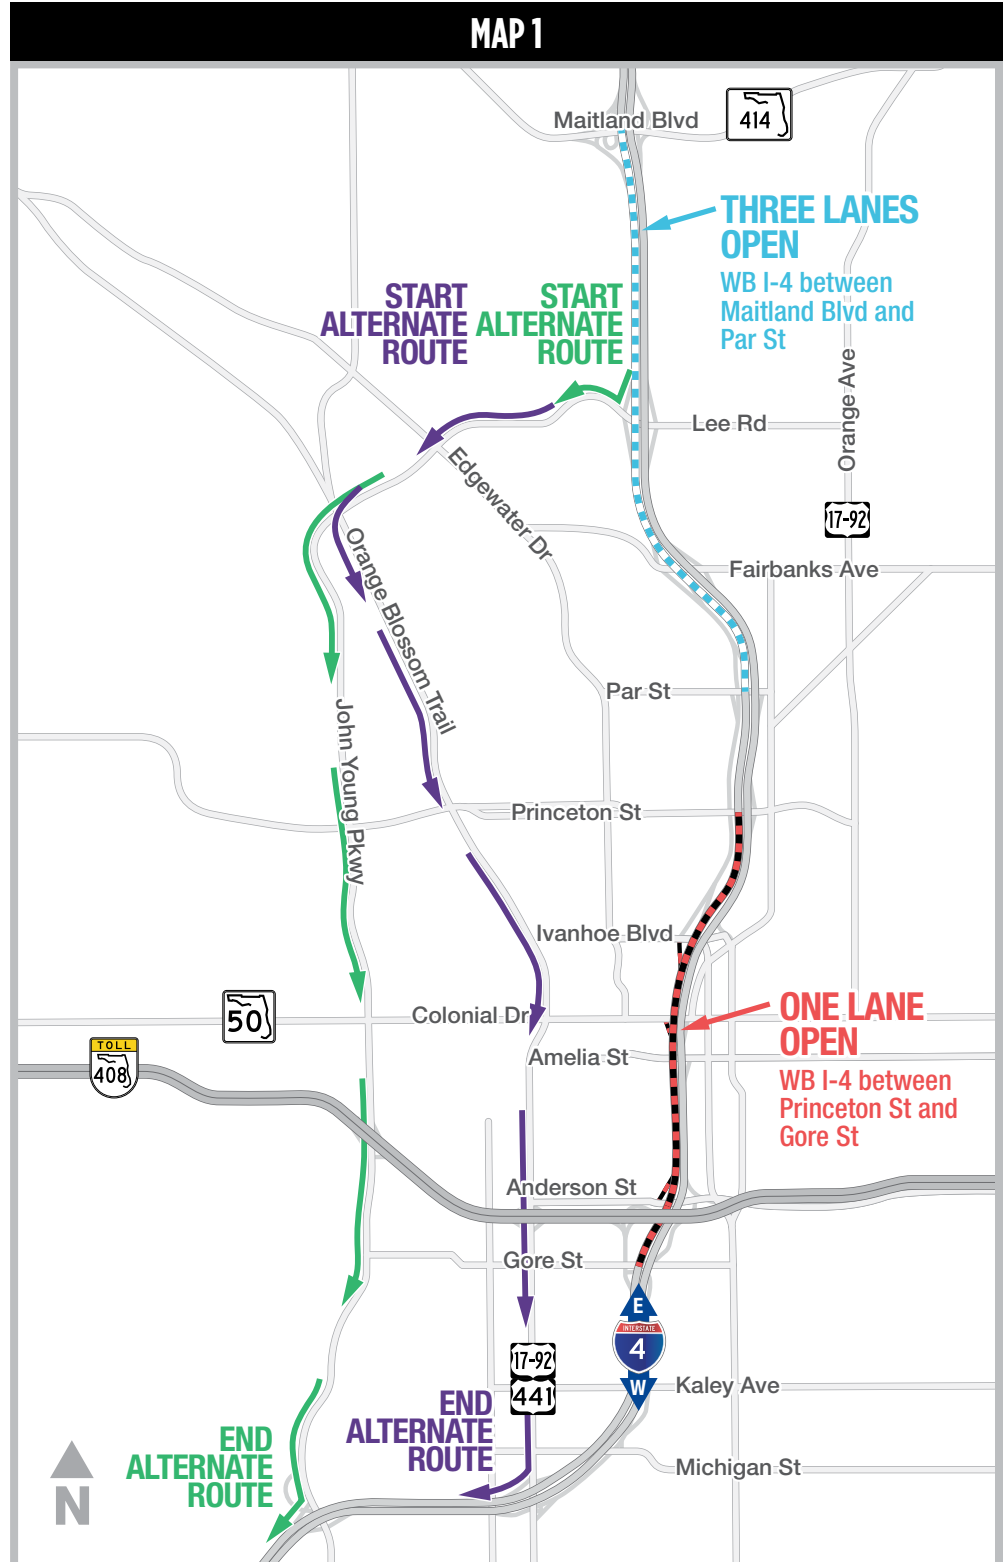 MAP 1
Maitland Blvd
414
THREE LANES
OPEN
WB I-4 between
Maitland Blvd and
Par St
START
ALTERNATE
ROUTE
START
ALTERNATE
ROUTE
Orange Ave
Lee Rd
Edgewater Dr
17-92
Orange Blossom Trail
Fairbanks Ave
Par St
John Young Pkwy
Princeton St
Ivanhoe Blvd
50
Colonial Dr
ONE LANE
OPEN
WB I-4 between
Princeton St and
Gore St
TOLL
408
Amelia St
Anderson St
Gore St
E
INTERSTATE
4
W
17-92
441
Kaley Ave
END
ALTERNATE
ROUTE
END
ALTERNATE
ROUTE
Michigan St
N